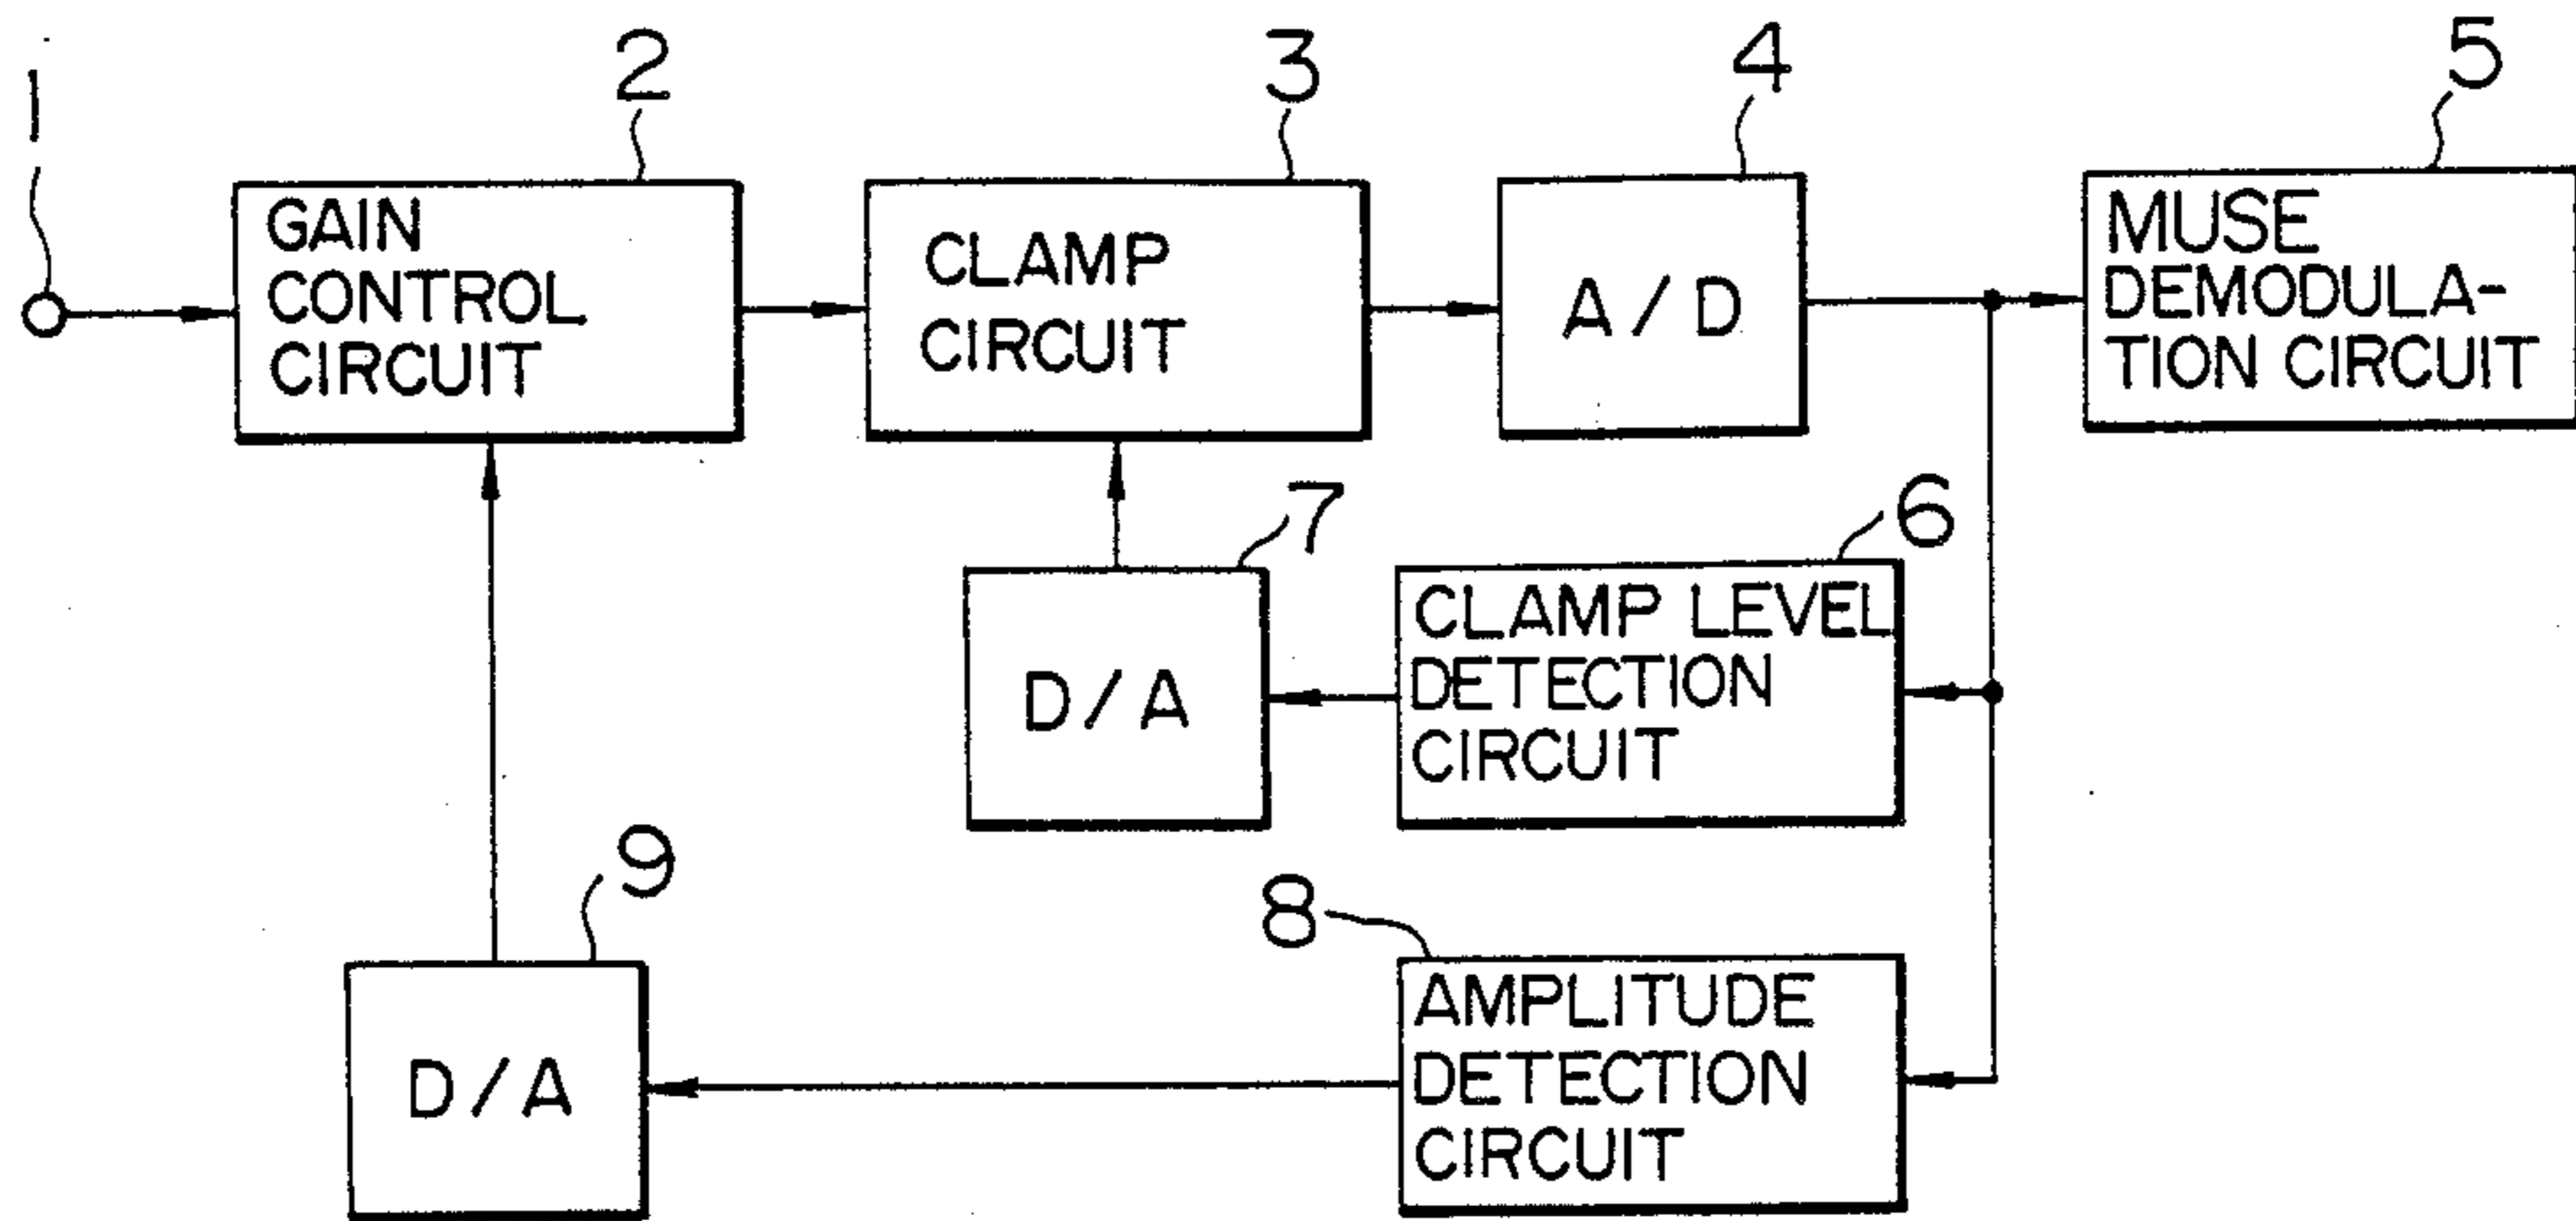 1
2
3
4
5
GAIN
CONTROL
CIRCUIT
CLAMP
CIRCUIT
A/D
MUSE
DEMODULA-
TION CIRCUIT
7
6
D/A
CLAMP LEVEL
DETECTION
CIRCUIT
9
8
D/A
AMPLITUDE
DETECTION
CIRCUIT